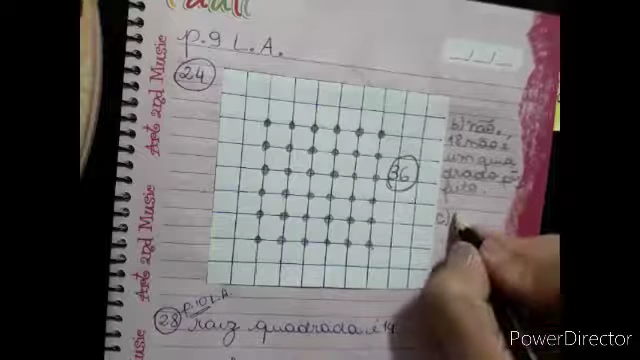 p.9 L.A.
24
Art and Music
Art and Music
36
b) não,
18 não é
um qua
drado per
feito.
c)
p.10 L.A.
28 raiz quadrada é 14
PowerDirector